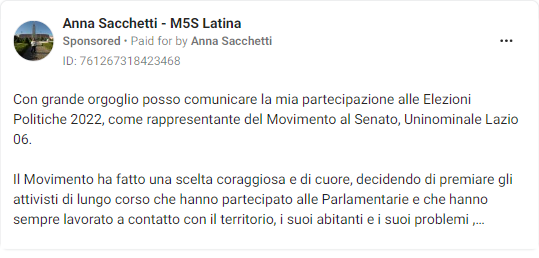 Anna Sacchetti - M5S Latina
Sponsored • Paid for by Anna Sacchetti
ID: 761267318423468
Con grande orgoglio posso comunicare la mia partecipazione alle Elezioni
Politiche 2022, come rappresentante del Movimento al Senato, Uninominale Lazio
06.
Il Movimento ha fatto una scelta coraggiosa e di cuore, decidendo di premiare gli
attivisti di lungo corso che hanno partecipato alle Parlamentarie e che hanno
sempre lavorato a contatto con il territorio, i suoi abitanti e i suoi problemi ,...